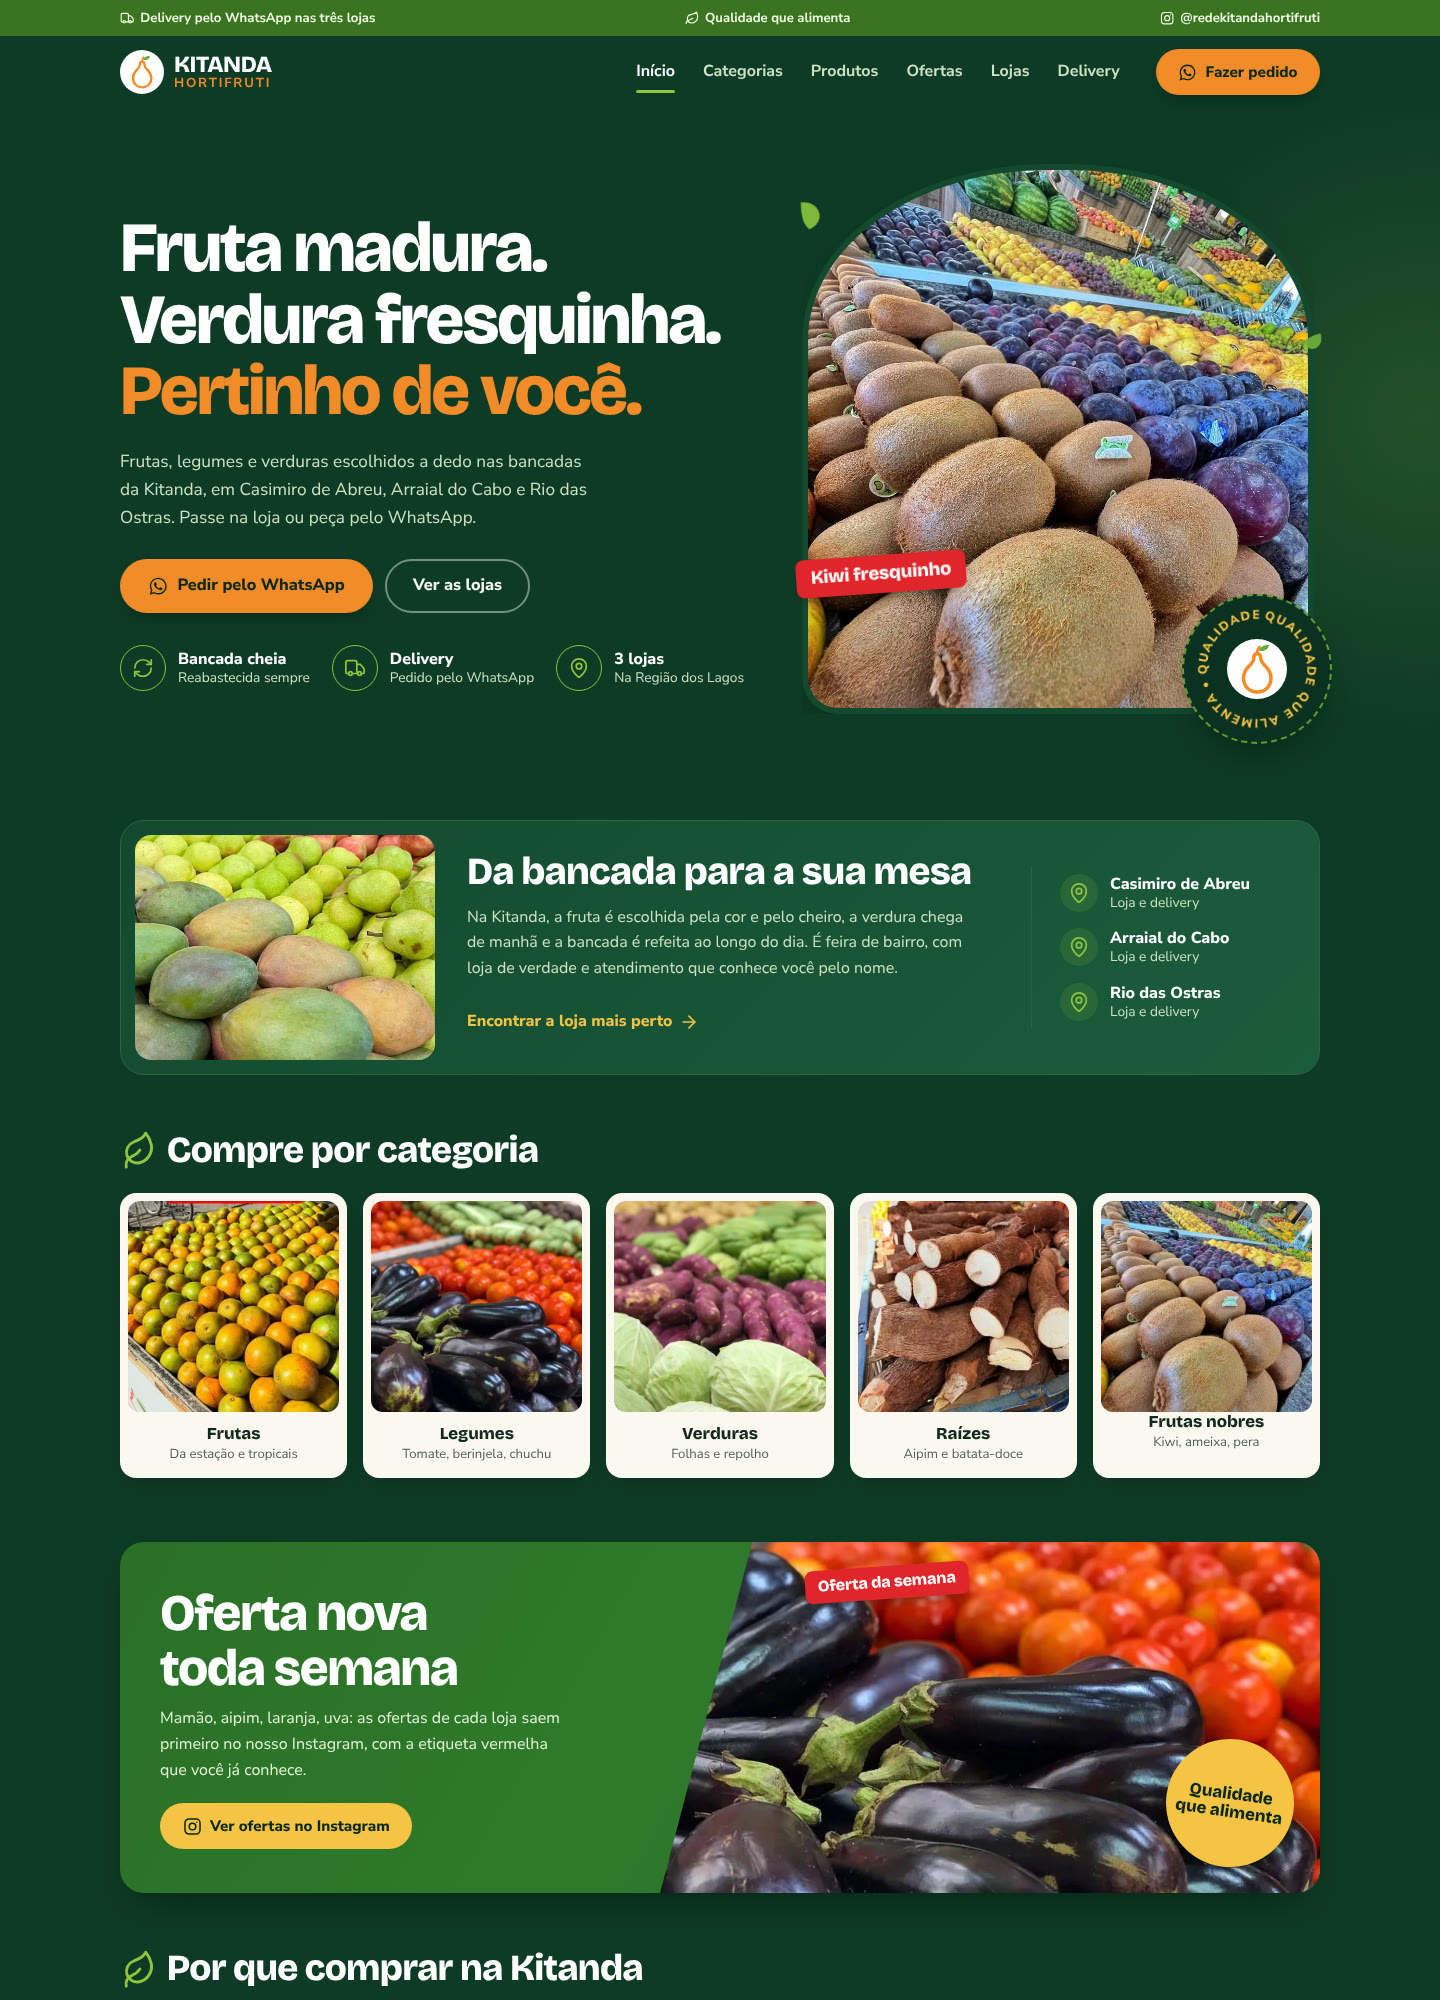 Delivery pelo WhatsApp nas três lojas
Qualidade que alimenta
@redekitandahortifruti
KITANDA
HORTIFRUTI
Início
Categorias
Produtos
Ofertas
Lojas
Delivery
Fazer pedido
Fruta madura.
Verdura fresquinha.
Pertinho de você.
Frutas, legumes e verduras escolhidos a dedo nas bancadas
da Kitanda, em Casimiro de Abreu, Arraial do Cabo e Rio das
Ostras. Passe na loja ou peça pelo WhatsApp.
Pedir pelo WhatsApp
Ver as lojas
Bancada cheia
Reabastecida sempre
Delivery
Pedido pelo WhatsApp
3 lojas
Na Região dos Lagos
Kiwi fresquinho
QUALIDADE QUE ALIMENTA • QUALIDADE
Da bancada para a sua mesa
Na Kitanda, a fruta é escolhida pela cor e pelo cheiro, a verdura chega
de manhã e a bancada é refeita ao longo do dia. É feira de bairro, com
loja de verdade e atendimento que conhece você pelo nome.
Encontrar a loja mais perto
Casimiro de Abreu
Loja e delivery
Arraial do Cabo
Loja e delivery
Rio das Ostras
Loja e delivery
Compre por categoria
Frutas
Da estação e tropicais
Legumes
Tomate, berinjela, chuchu
Verduras
Folhas e repolho
Raízes
Aipim e batata-doce
Frutas nobres
Kiwi, ameixa, pera
Oferta nova
toda semana
Mamão, aipim, laranja, uva: as ofertas de cada loja saem
primeiro no nosso Instagram, com a etiqueta vermelha
que você já conhece.
Ver ofertas no Instagram
Oferta da semana
Qualidade
que alimenta
Por que comprar na Kitanda